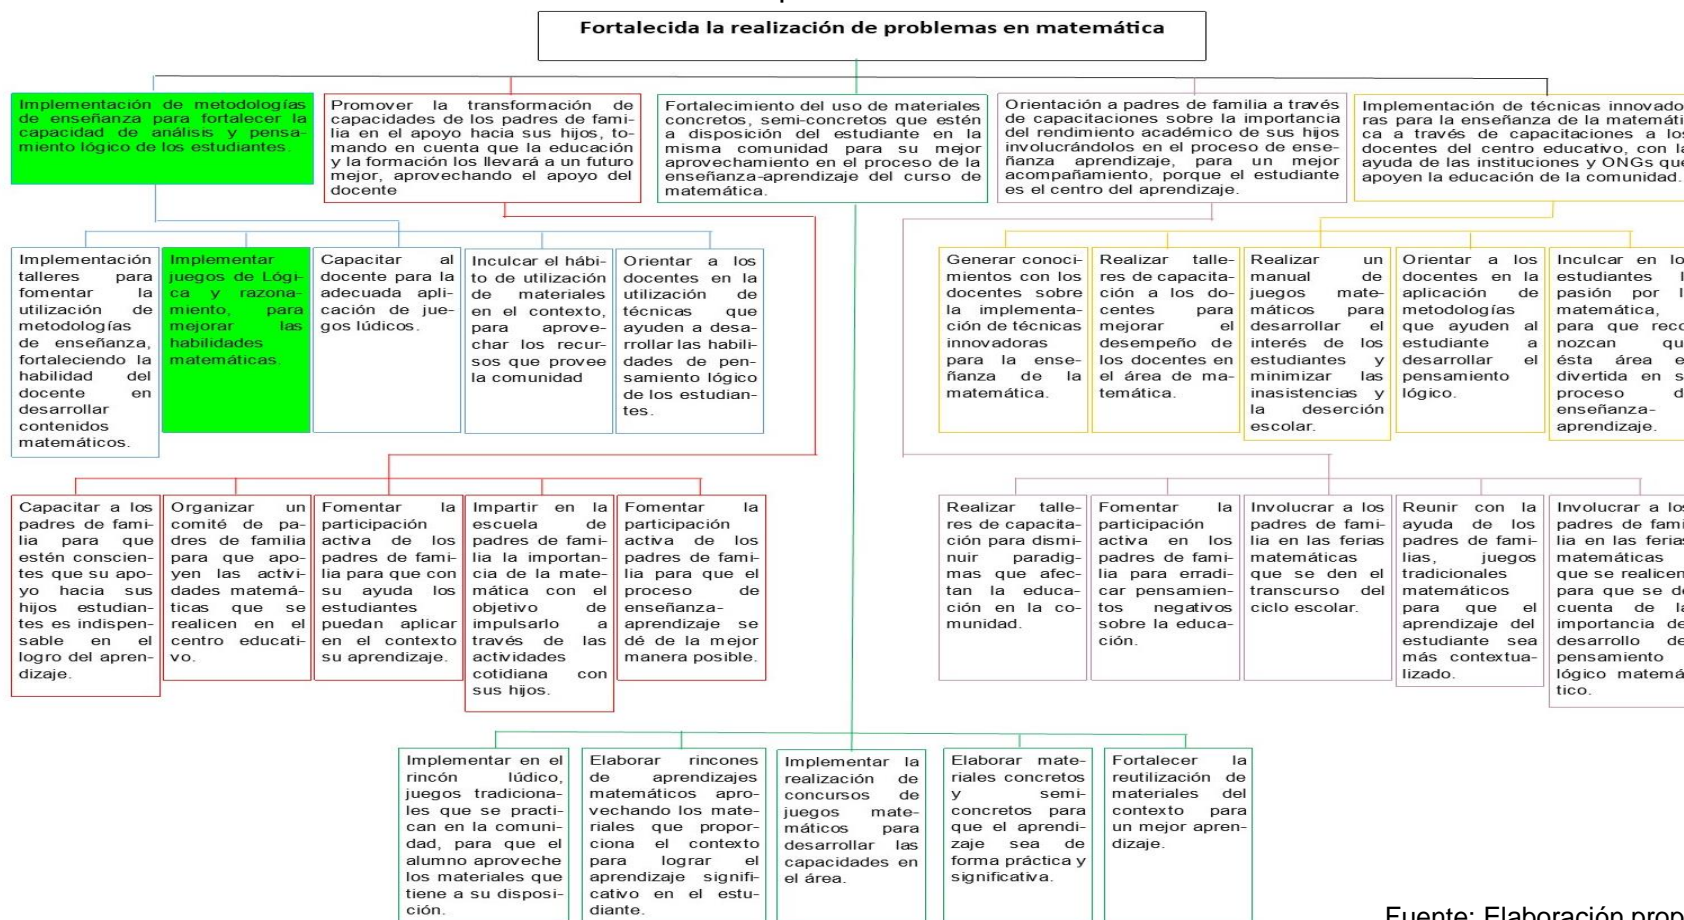 Fortalecida la realización de problemas en matemática
Implementación de metodologías
de enseñanza para fortalecer la
capacidad de análisis y pensa-
miento lógico de los estudiantes.
Promover la transformación de
capacidades de los padres de fami-
lia en el apoyo hacia sus hijos, to-
mando en cuenta que la educación
y la formación los llevará a un futuro
mejor, aprovechando el apoyo del
docente
Fortalecimiento del uso de materiales
concretos, semi-concretos que estén
a disposición del estudiante en la
misma comunidad para su mejor
aprovechamiento en el proceso de la
enseñanza-aprendizaje del curso de
matemática.
Orientación a padres de familia a través
de capacitaciones sobre la importancia
del rendimiento académico de sus hijos
involucrándolos en el proceso de ense-
ñanza aprendizaje, para un mejor
acompañamiento, porque el estudiante
es el centro del aprendizaje.
Implementación de técnicas innovado
ras para la enseñanza de la matemáti
ca a través de capacitaciones a los
docentes del centro educativo, con la
ayuda de las instituciones y ONGs que
apoyen la educación de la comunidad.
Implementación
talleres para
fomentar la
utilización de
metodologías
de enseñanza,
fortaleciendo la
habilidad del
docente en
desarrollar
contenidos
matemáticos.
Implementar
juegos de Lógi-
ca y razona-
miento, para
mejorar las
habilidades
matemáticas.
Capacitar al
docente para la
adecuada apli-
cación de jue-
gos lúdicos.
Inculcar el hábi-
to de utilización
de materiales
en el contexto,
para aprove-
char los recur-
sos que provee
la comunidad
Orientar a los
docentes en la
utilización de
técnicas que
ayuden a desa-
rrollar las habili-
dades de pen-
samiento lógico
de los estudian-
tes.
Generar conoci-
mientos con los
docentes sobre
la implementa-
ción de técnicas
innovadoras
para la ense-
ñanza de la
matemática.
Realizar talle-
res de capacita-
ción a los do-
centes para
mejorar el
desempeño de
los docentes en
el área de ma-
temática.
Realizar un
manual de
juegos mate-
máticos para
desarrollar el
interés de los
estudiantes y
minimizar las
inasistencias y
la deserción
escolar.
Orientar a los
docentes en la
aplicación de
metodologías
que ayuden al
estudiante a
desarrollar el
pensamiento
lógico.
Inculcar en lo
estudiantes l
pasión por l
matemática,
para que reco
nozcan qu
ésta área e
divertida en s
proceso d
enseñanza-
aprendizaje.
Capacitar a los
padres de fami-
lia para que
estén conscien-
tes que su apo-
yo hacia sus
hijos estudian-
tes es indispen-
sable en el
logro del apren-
dizaje.
Organizar un
comité de pa-
dres de familia
para que apo-
yen las activi-
dades matemá-
ticas que se
realicen en el
centro educati-
vo.
Fomentar la
participación
activa de los
padres de fami-
lia para que con
su ayuda los
estudiantes
puedan aplicar
en el contexto
su aprendizaje.
Impartir en la
escuela de
padres de fami-
lia la importan-
cia de la mate-
mática con el
objetivo de
impulsarlo a
través de las
actividades
cotidiana con
sus hijos.
Fomentar la
participación
activa de los
padres de fami-
lia para que el
proceso de
enseñanza-
aprendizaje se
dé de la mejor
manera posible.
Realizar talle-
res de capacita-
ción para dismi-
nuir paradig-
mas que afec-
tan la educa-
ción en la co-
munidad.
Fomentar la
participación
activa en los
padres de fami-
lia para erradi-
car pensamien-
tos negativos
sobre la educa-
ción.
Involucrar a los
padres de fami-
lia en las ferias
matemáticas
que se den el
transcurso del
ciclo escolar.
Reunir con la
ayuda de los
padres de fami-
lias, juegos
tradicionales
matemáticos
para que el
aprendizaje del
estudiante sea
más contextua-
lizado.
Involucrar a los
padres de fami
lia en las ferias
matemáticas
que se realicen
para que se de
cuenta de la
importancia de
desarrollo de
pensamiento
lógico matemá
tico.
Implementar en el
rincón lúdico,
juegos tradiciona-
les que se practi-
can en la comuni-
dad, para que el
alumno aproveche
los materiales que
tiene a su disposi-
ción.
Elaborar rincones
de aprendizajes
matemáticos apro-
vechando los mate-
riales que propor-
ciona el contexto
para lograr el
aprendizaje signifi-
cativo en el estu-
diante.
Implementar la
realización de
concursos de
juegos mate-
máticos para
desarrollar las
capacidades en
el área.
Elaborar mate-
riales concretos
y semi-
concretos para
que el aprendi-
zaje sea de
forma práctica y
significativa.
Fortalecer la
reutilización de
materiales del
contexto para
un mejor apren-
dizaje.
Fuente: Elaboración prop